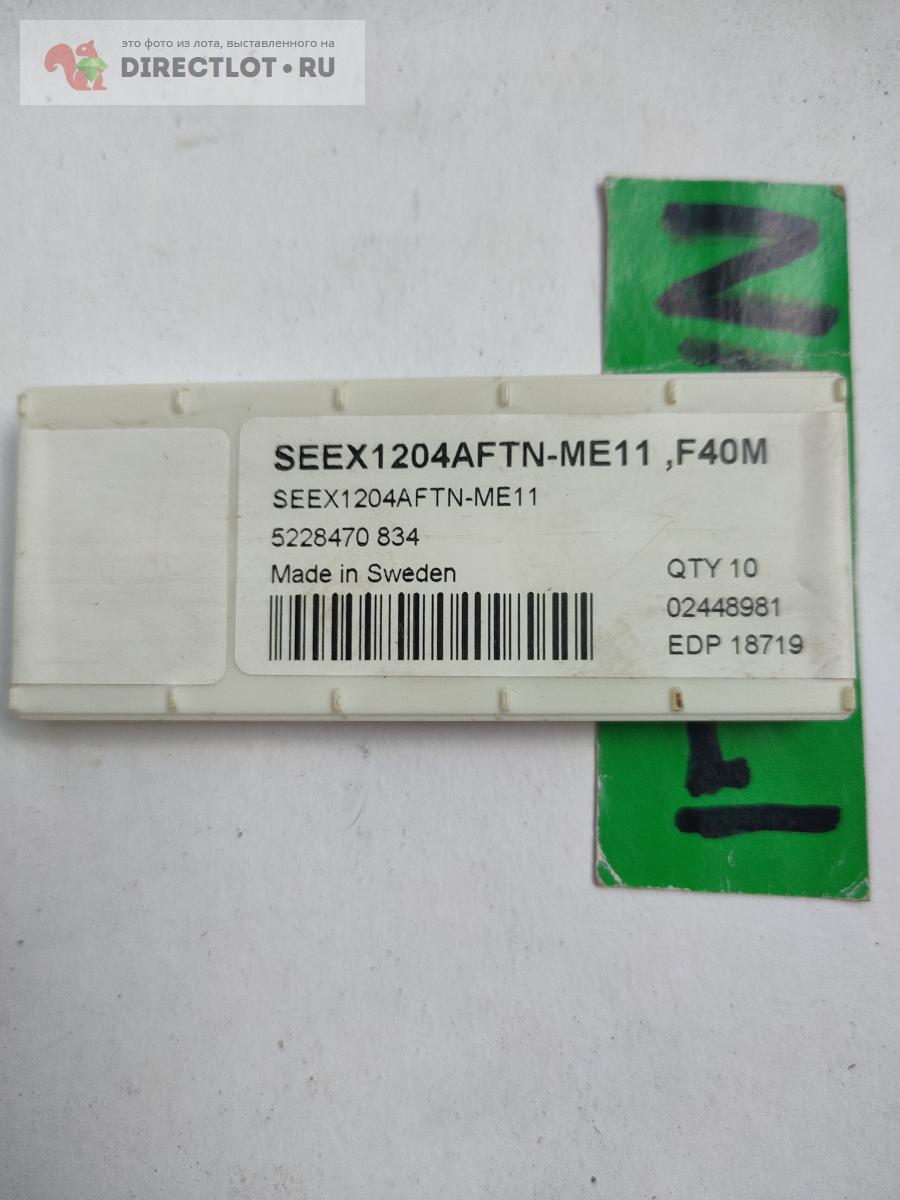 это фото из лота, выставленного на
DIRECTLOT.RU
SEEX1204AFTN-ME11 ,F40M
SEEX1204AFTN-ME11
5228470 834
Made in Sweden
QTY 10
02448981
EDP 18719